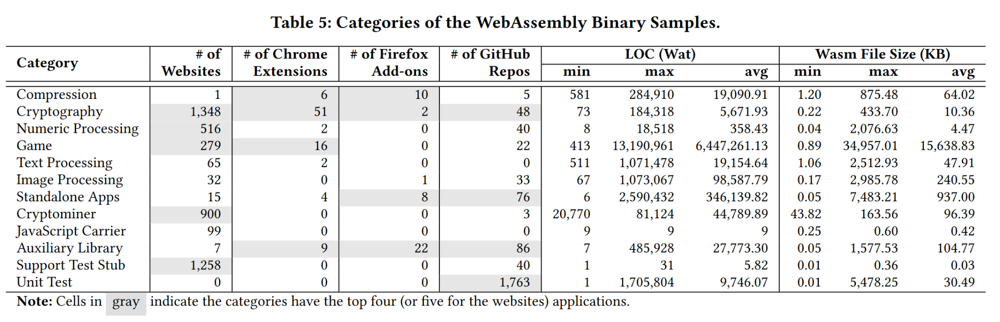 Table 5: Categories of the WebAssembly Binary Samples.
Category # of Websites # of Chrome Extensions # of Firefox Add-ons # of GitHub Repos LOC (Wat) Wasm File Size (KB)
min max avg min max avg
Compression 1 6 10 5 581 284,910 19,090.91 1.20 875.48 64.02
Cryptography 1,348 51 2 48 73 184,318 5,671.93 0.22 433.70 10.36
Numeric Processing 516 2 0 40 8 18,518 358.43 0.04 2,076.63 4.47
Game 279 16 0 22 413 13,190,961 6,447,261.13 0.89 34,957.01 15,638.83
Text Processing 65 2 0 0 511 1,071,478 19,154.64 1.06 2,512.93 47.91
Image Processing 32 0 1 33 67 1,073,067 98,587.79 0.17 2,985.78 240.55
Standalone Apps 15 4 8 76 6 2,590,432 346,139.82 0.05 7,483.21 937.00
Cryptominer 900 0 0 3 20,770 81,124 44,789.89 43.82 163.56 96.39
JavaScript Carrier 99 0 0 0 9 9 9 0.25 0.60 0.42
Auxiliary Library 7 9 22 86 7 485,928 27,773.30 0.05 1,577.53 104.77
Support Test Stub 1,258 0 0 40 1 31 5.82 0.01 0.36 0.03
Unit Test 0 0 0 1,763 1 1,705,804 9,746.07 0.01 5,478.25 30.49
Note: Cells in gray indicate the categories have the top four (or five for the websites) applications.